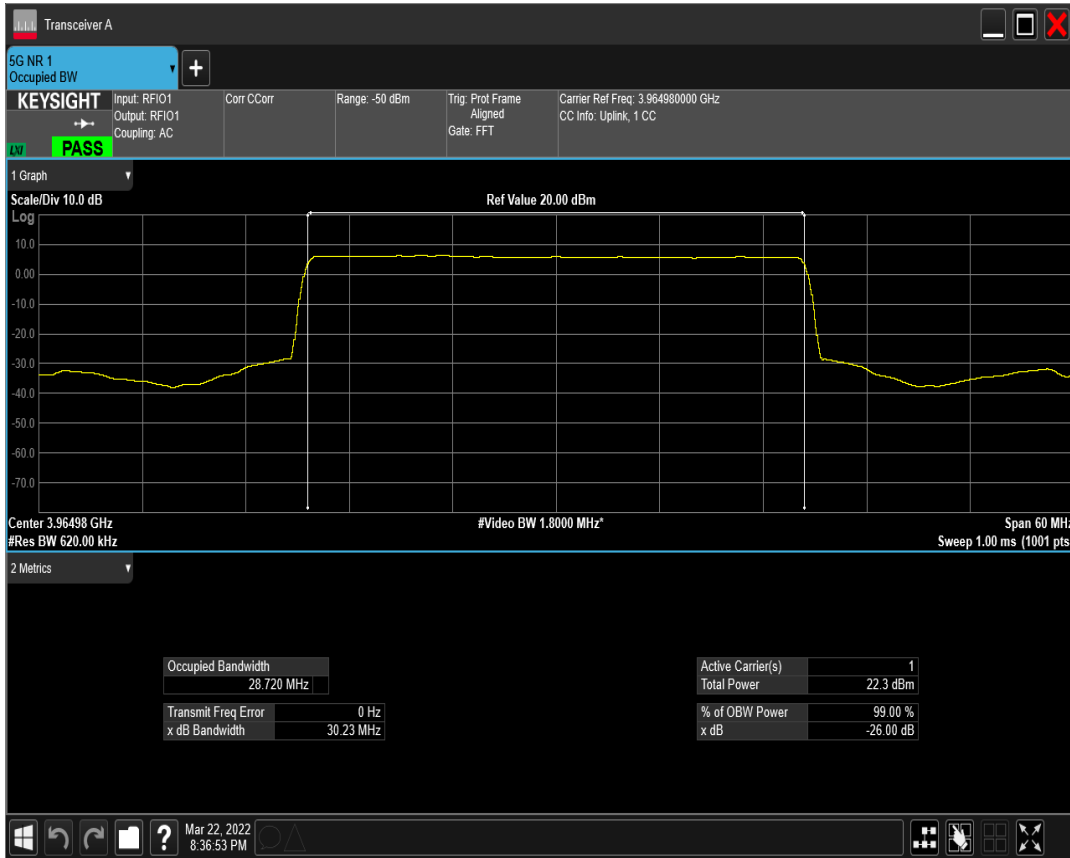 Transceiver A
5G NR 1
Occupied BW
KEYSIGHT
Input: RFIO1
Output: RFIO1
Coupling: AC
Corr CCorr
Range: -50 dBm
Trig: Prot Frame
Aligned
Gate: FFT
Carrier Ref Freq: 3.964980000 GHz
CC Info: Uplink, 1 CC
LXI
PASS
1 Graph
Scale/Div 10.0 dB
Ref Value 20.00 dBm
Log
10.0
0.00
-10.0
-20.0
-30.0
-40.0
-50.0
-60.0
-70.0
Center 3.96498 GHz
#Video BW 1.8000 MHz*
Span 60 MHz
#Res BW 620.00 kHz
Sweep 1.00 ms (1001 pts
2 Metrics
Occupied Bandwidth
28.720 MHz
Transmit Freq Error 0 Hz
x dB Bandwidth 30.23 MHz
Active Carrier(s) 1
Total Power 22.3 dBm
% of OBW Power 99.00 %
x dB -26.00 dB
?
Mar 22, 2022
8:36:53 PM